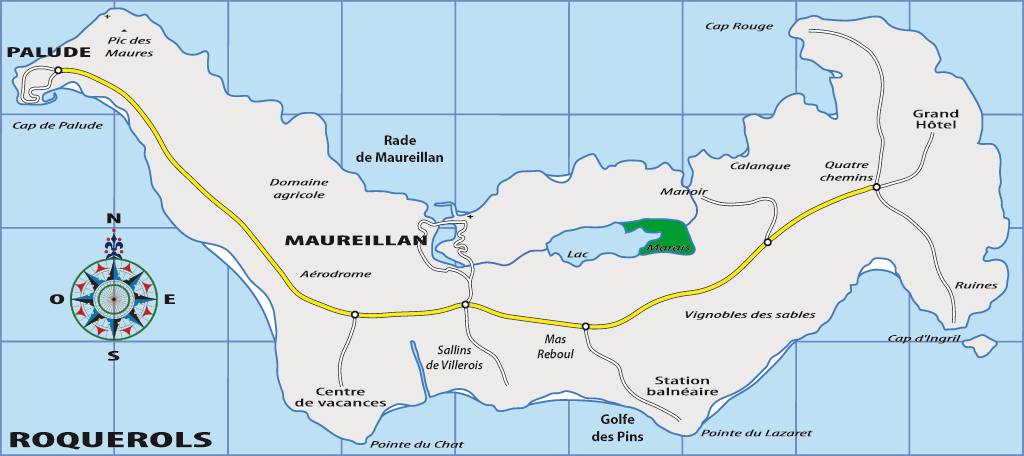 Cap Rouge
Pic des
Maures
PALUDE
Cap de Palude
Grand
Hôtel
Rade
de Maureillan
Calanque
Quatre
chemins
Domaine
agricole
Manoir
N
MAUREILLAN
Marais
Lac
Aérodrome
O
E
Ruines
Vignobles des sables
Cap d'Ingril
S
Mas
Reboul
Sallins
de Villerois
Station
balnéaire
Centre
de vacances
Golfe
des Pins
Pointe du Lazaret
ROQUEROLS
Pointe du Chat